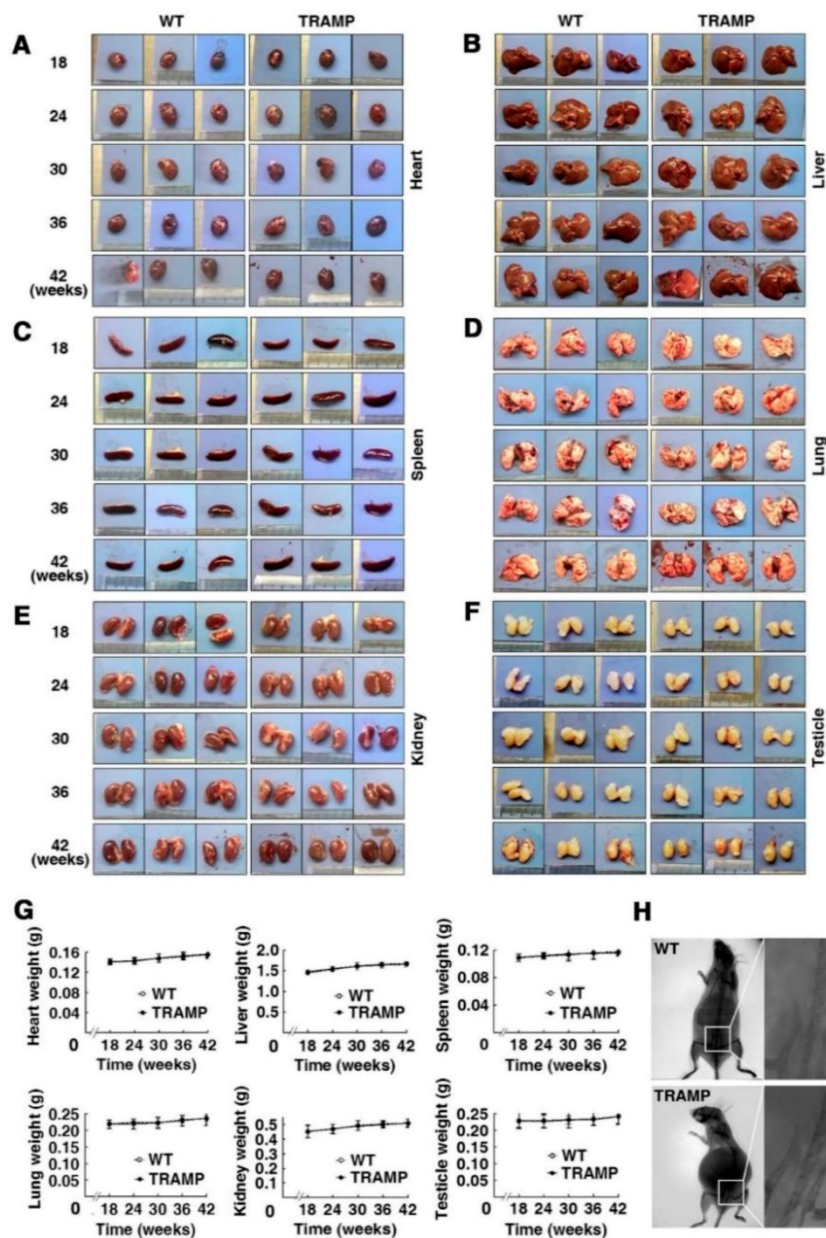 WT TRAMP WT TRAMP
A
18
24
30
36
42
(weeks)
Heart
B
Liver
C
18
24
30
36
42
(weeks)
Spleen
D
Lung
E
18
24
30
36
42
(weeks)
Kidney
F
Testicle
G
Heart weight (g)
0.16
0.12
0.08
0.04
0
WT
TRAMP
18 24 30 36 42
Time (weeks)
Liver weight (g)
2.0
1.5
1.0
0.5
0
WT
TRAMP
18 24 30 36 42
Time (weeks)
Spleen weight (g)
0.12
0.08
0.04
0
WT
TRAMP
18 24 30 36 42
Time (weeks)
Lung weight (g)
0.25
0.20
0.15
0.10
0.05
0
WT
TRAMP
18 24 30 36 42
Time (weeks)
Kidney weight (g)
0.5
0.4
0.3
0.2
0.1
0
WT
TRAMP
18 24 30 36 42
Time (weeks)
Testicle weight (g)
0.25
0.20
0.15
0.10
0.05
0
WT
TRAMP
18 24 30 36 42
Time (weeks)
H
WT
TRAMP